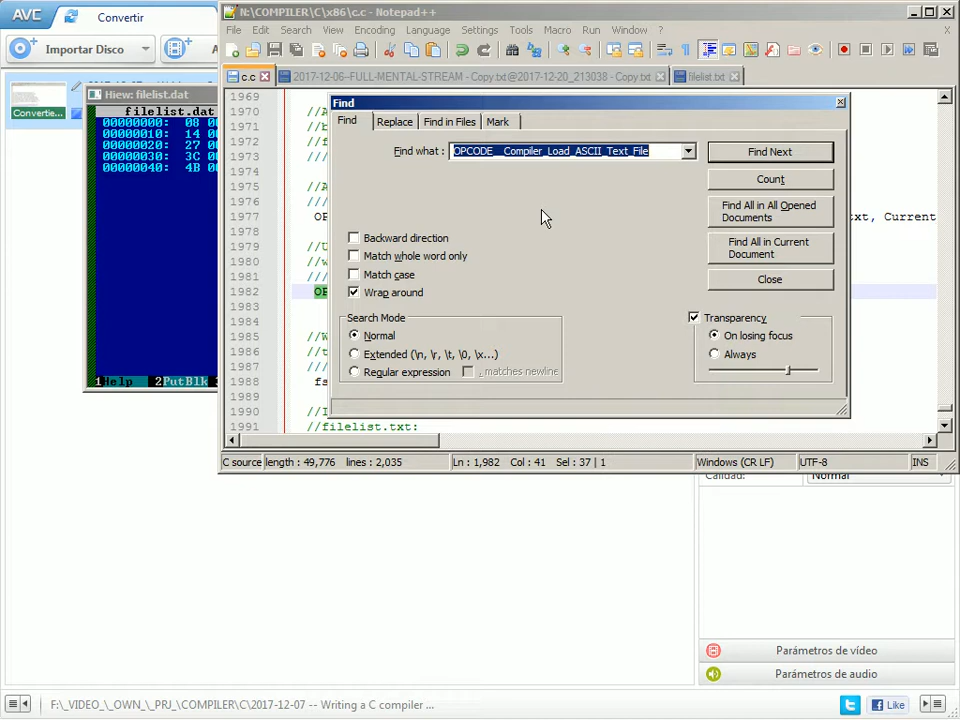 AVC
Convertir
Importar Disco
Convertie...
Hiew: filelist.dat
filelist.dat
00000000: 08 00
00000010: 14 00
00000020: 27 00
00000030: 3C 00
00000040: 4B 00
1Help 2PutBlk
N:\COMPILER\C\x86\c.c - Notepad++
File Edit Search View Encoding Language Settings Tools Macro Run Window X
c.c
2017-12-06--FULL-MENTAL-STREAM - Copy.txt@2017-12-20_213038 - Copy.txt
filelist.txt
1969
1970
1971
1972
1973
1974
1975
1976
1977
1978
1979
1980
1981
1982
1983
1984
1985
1986
1987
1988
1989
1990
1991
//filelist.txt:
xt, Current
Find
Find Replace Find in Files Mark
Find what : OPCODE__Compiler_Load_ASCII_Text_File
Find Next
Count
Find All in All Opened Documents
Find All in Current Document
Close
Backward direction
Match whole word only
Match case
Wrap around
Search Mode
Normal
Extended (\n, \r, \t, \0, \x...)
Regular expression
. matches newline
Transparency
On losing focus
Always
C source length : 49,776 lines : 2,035 Ln : 1,982 Col : 41 Sel : 37 | 1 Windows (CR LF) UTF-8 INS
Calidad: Normal
Parámetros de vídeo
Parámetros de audio
F:\_VIDEO_\_OWN_\_PRJ_\COMPILER\C\2017-12-07 -- Writing a C compiler ...
Like